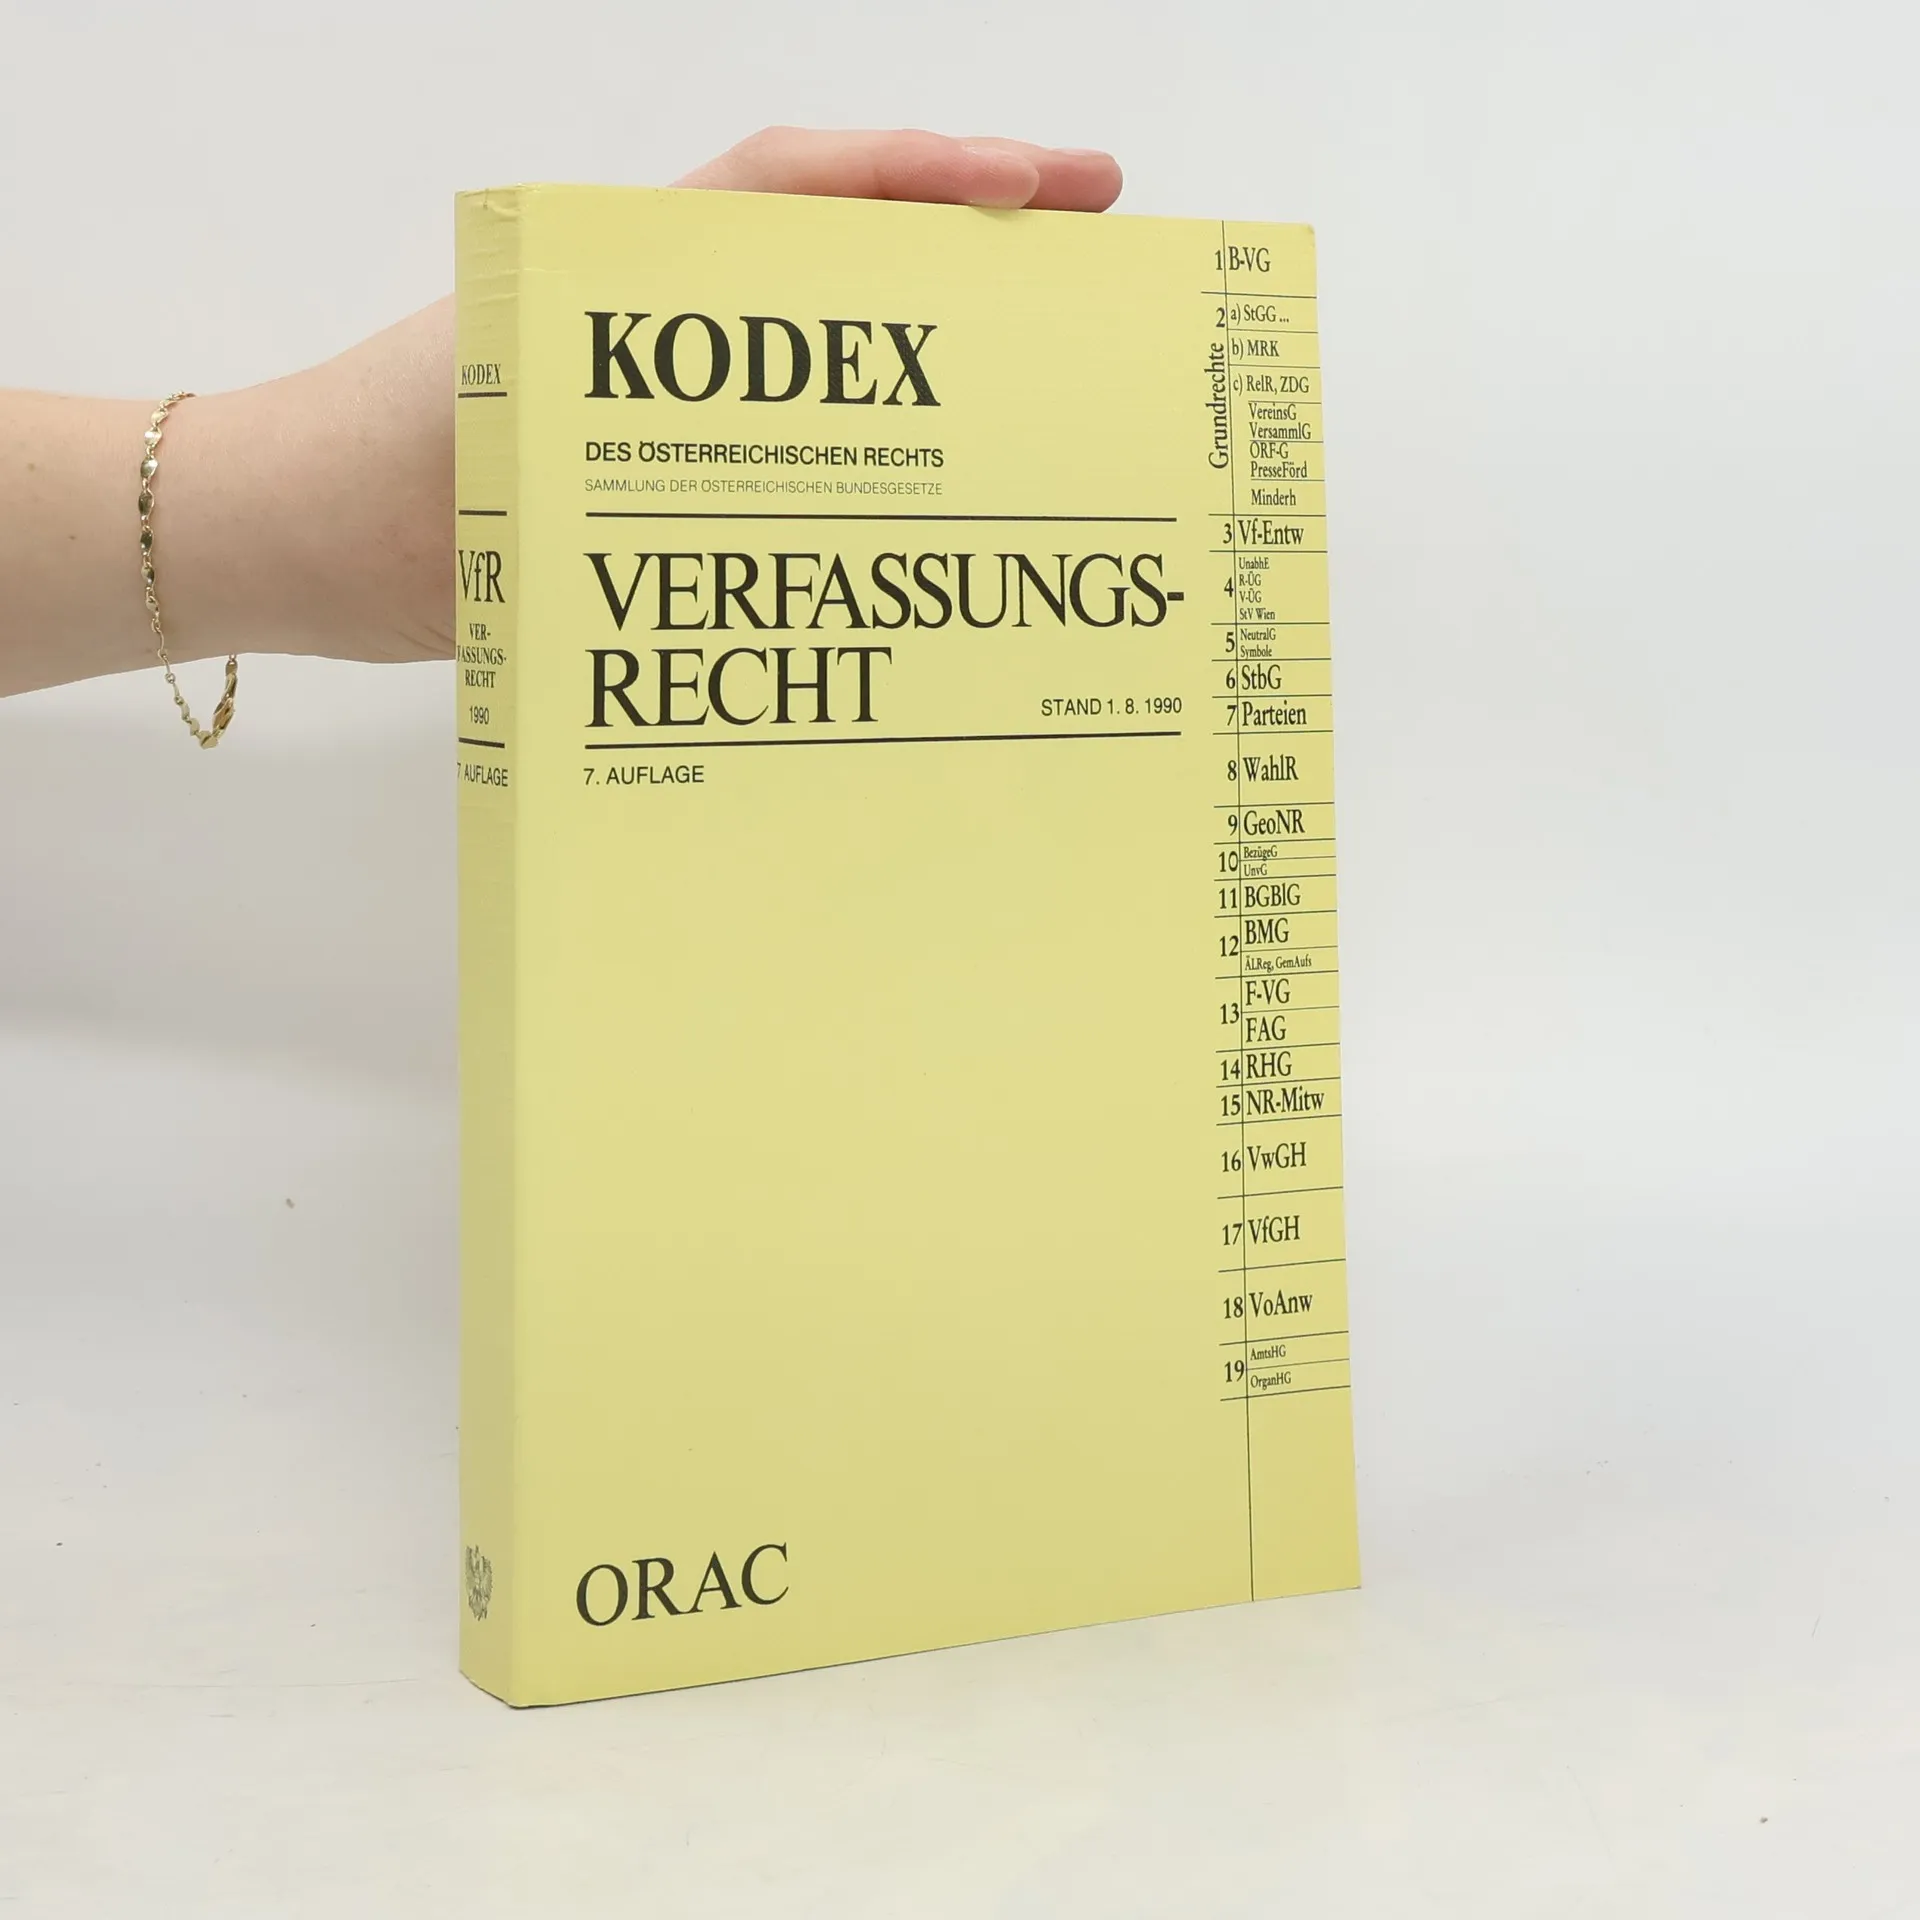 KODEX
VfR
VER-
FASSUNGS-
RECHT
1990
7. AUFLAGE
KODEX
DES ÖSTERREICHISCHEN RECHTS
SAMMLUNG DER ÖSTERREICHISCHEN BUNDESGESETZE
VERFASSUNGS-
RECHT
STAND 1. 8. 1990
7. AUFLAGE
ORAC
1 B-VG
Grundrechte
2 a) StGG ...
b) MRK
c) RelR, ZDG
VereinsG
VersammlG
ORF-G
PresseFörd
Minderh
3 Vf-Entw
4 UnabhE
R-ÜG
V-ÜG
StV Wien
5 NeutralG
Symbole
6 StbG
7 Parteien
8 WahlR
9 GeoNR
10 BezügeG
UnvG
11 BGBlG
12 BMG
ÄLReg, GemAufs
13 F-VG
FAG
14 RHG
15 NR-Mitw
16 VwGH
17 VfGH
18 VoAnw
19 AmtsHG
OrganHG